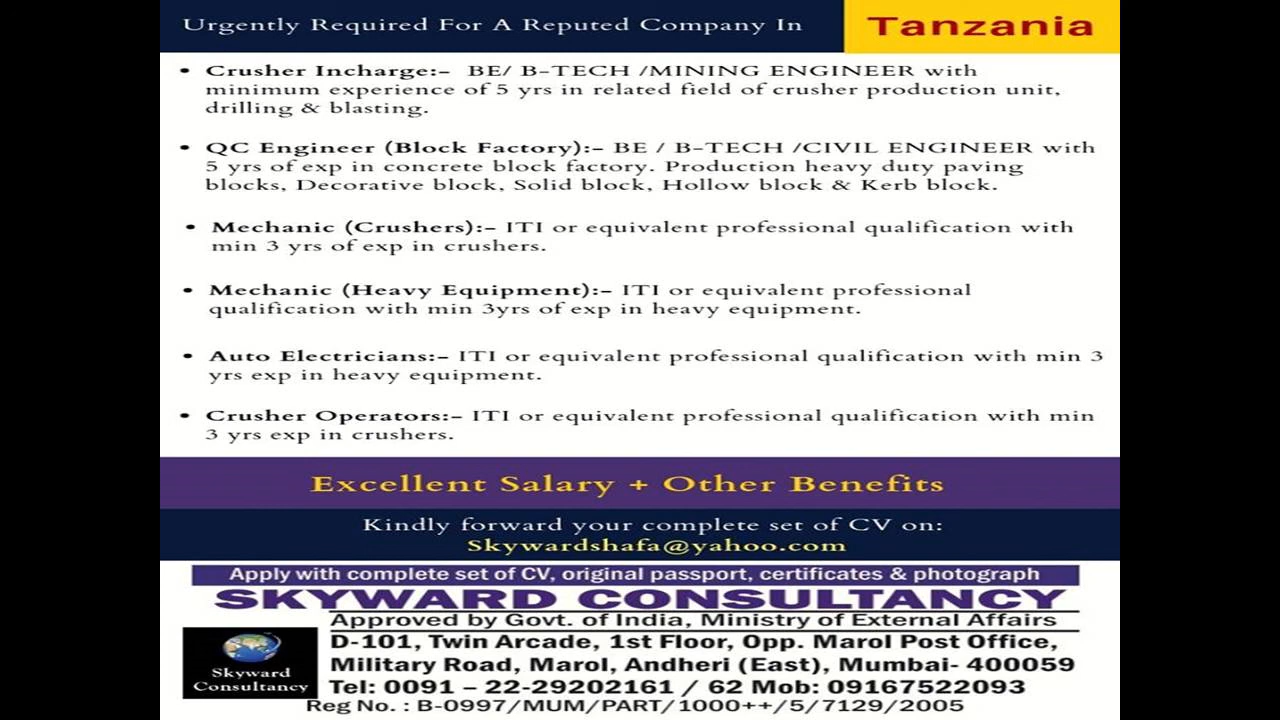 Urgently Required For A Reputed Company In Tanzania
• Crusher Incharge:- BE/ B-TECH /MINING ENGINEER with
minimum experience of 5 yrs in related field of crusher production unit,
drilling & blasting.
• QC Engineer (Block Factory):- BE / B-TECH /CIVIL ENGINEER with
5 yrs of exp in concrete block factory. Production heavy duty paving
blocks, Decorative block, Solid block, Hollow block & Kerb block.
• Mechanic (Crushers):- ITI or equivalent professional qualification with
min 3 yrs of exp in crushers.
• Mechanic (Heavy Equipment):- ITI or equivalent professional
qualification with min 3yrs of exp in heavy equipment.
• Auto Electricians:- ITI or equivalent professional qualification with min 3
yrs exp in heavy equipment.
• Crusher Operators:- ITI or equivalent professional qualification with min
3 yrs exp in crushers.
Excellent Salary + Other Benefits
Kindly forward your complete set of CV on:
Skywardshafa@yahoo.com
Apply with complete set of CV, original passport, certificates & photograph
SKYWARD CONSULTANCY
Approved by Govt. of India, Ministry of External Affairs
D-101, Twin Arcade, 1st Floor, Opp. Marol Post Office,
Military Road, Marol, Andheri (East), Mumbai- 400059
Tel: 0091 – 22-29202161 / 62 Mob: 09167522093
Reg No. : B-0997/MUM/PART/1000++/5/7129/2005
Skyward
Consultancy